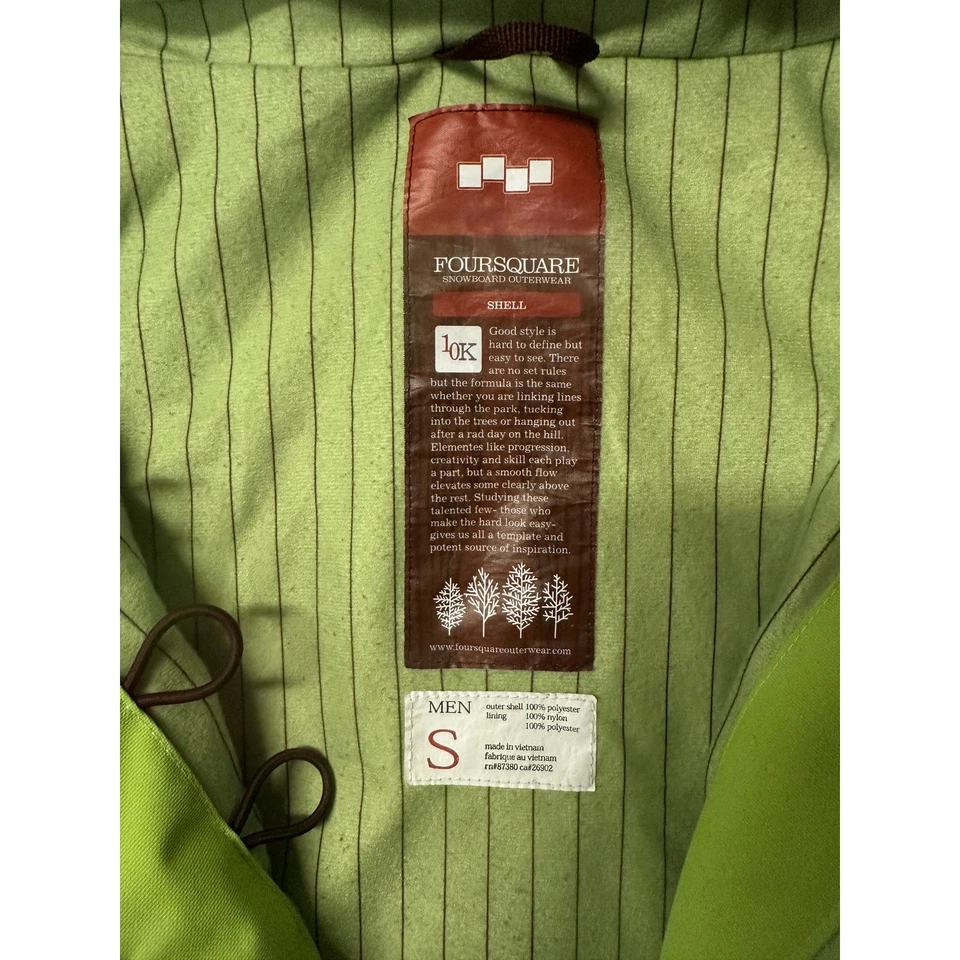 FOURSQUARE
SNOWBOARD OUTERWEAR
SHELL
10K
Good style is
hard to define but
easy to see. There
are no set rules
but the formula is the same
whether you are linking lines
through the park, tucking
into the trees or hanging out
after a rad day on the hill.
Elementes like progression,
creativity and skill each play
a part, but a smooth flow
elevates some clearly above
the rest. Studying these
talented few- those who
make the hard look easy-
gives us all a template and
potent source of inspiration.
www.foursquareouterwear.com
MEN
S
outer shell 100% polyester
lining 100% nylon
100% polyester
made in vietnam
fabrique au vietnam
rn#87380 ca#26902